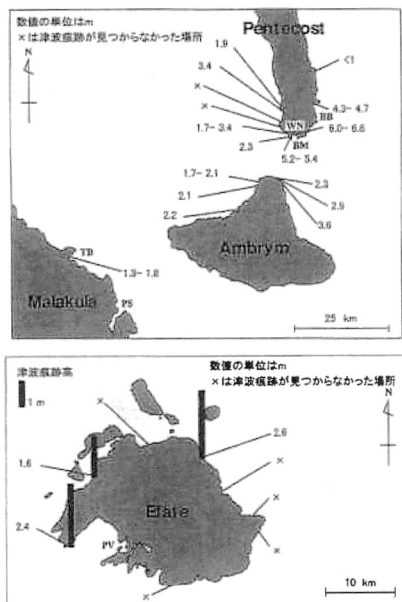 数値の単位はm
×は津波痕跡が見つからなかった場所
Pentecost
N
1.9
<1
3.4
×
×
4.3- 4.7
BB
WN
1.7- 3.4
6.0- 6.6
2.3
BM
5.2- 5.4
1.7- 2.1
2.3
2.1
2.9
2.2
3.6
Ambrym
TB
1.3- 1.8
Malakula
PS
25 km
津波痕跡高
1 m
数値の単位はm
×は津波痕跡が見つからなかった場所
×
N
2.6
1.6
×
Efate
×
2.4
PV
×
×
10 km